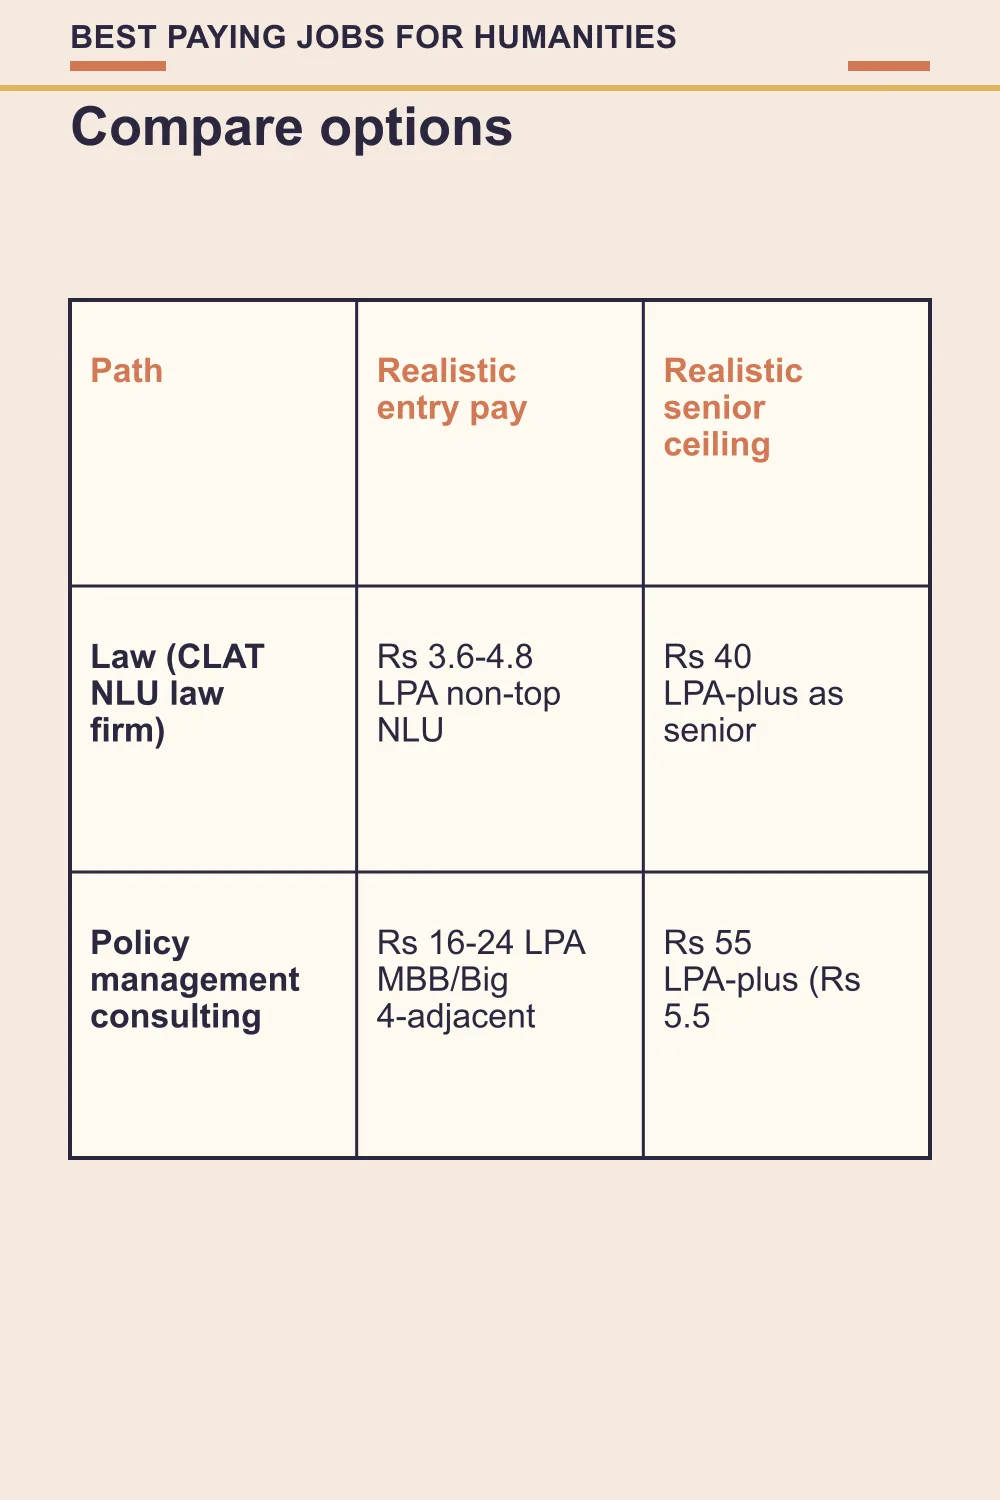 BEST PAYING JOBS FOR HUMANITIES
Compare options
Path
Realistic
entry pay
Realistic
senior
ceiling
Law (CLAT
NLU law
firm)
Rs 3.6-4.8
LPA non-top
NLU
Rs 40
LPA-plus as
senior
Policy
management
consulting
Rs 16-24 LPA
MBB/Big
4-adjacent
Rs 55
LPA-plus (Rs
5.5